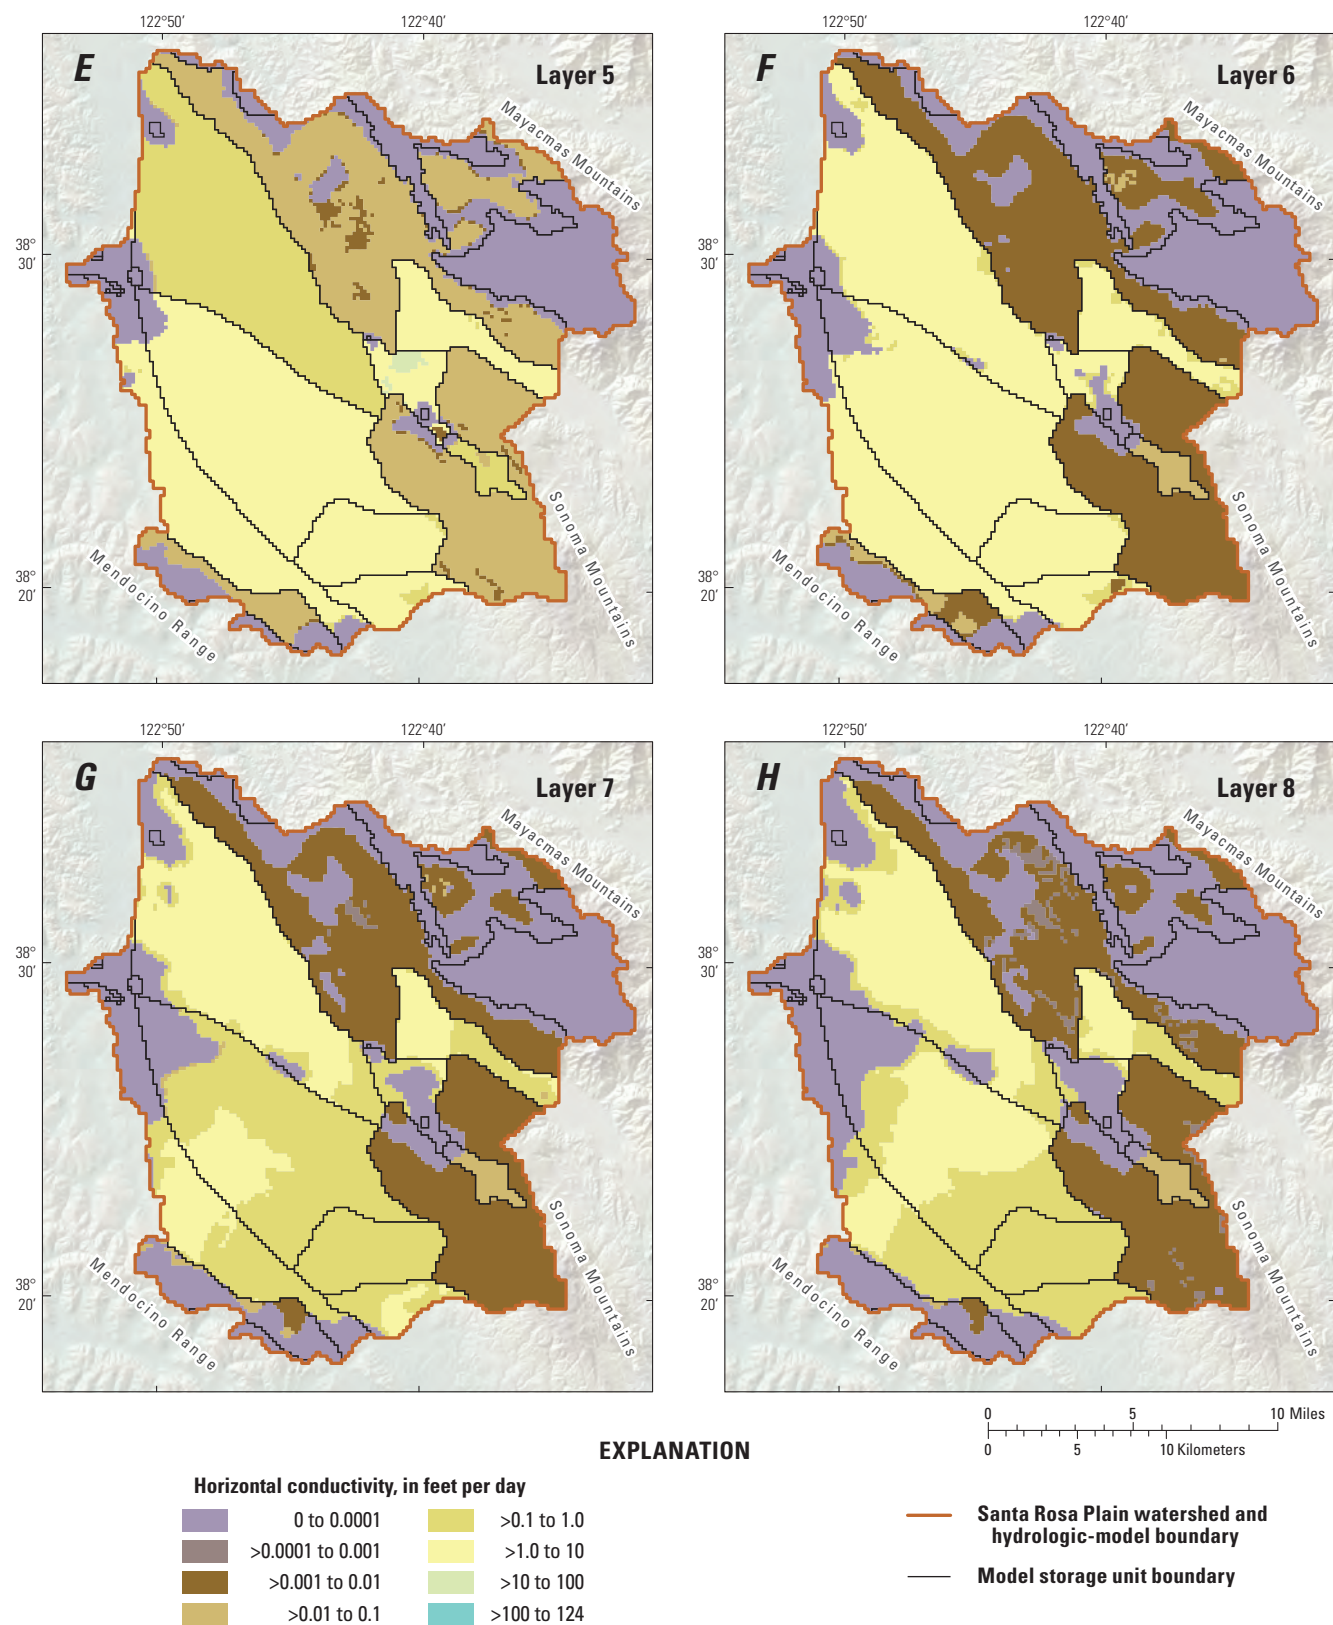 122°50′
122°40′
E
Layer 5
Mayacmas Mountains
38°
30′
38°
20′
Mendocino Range
Sonoma Mountains
122°50′
122°40′
F
Layer 6
Mayacmas Mountains
38°
30′
38°
20′
Mendocino Range
Sonoma Mountains
122°50′
122°40′
G
Layer 7
Mayacmas Mountains
38°
30′
38°
20′
Mendocino Range
Sonoma Mountains
122°50′
122°40′
H
Layer 8
Mayacmas Mountains
38°
30′
38°
20′
Mendocino Range
Sonoma Mountains
0 5 10 Miles
0 5 10 Kilometers
EXPLANATION
Horizontal conductivity, in feet per day
0 to 0.0001
>0.0001 to 0.001
>0.001 to 0.01
>0.01 to 0.1
>0.1 to 1.0
>1.0 to 10
>10 to 100
>100 to 124
Santa Rosa Plain watershed and
hydrologic-model boundary
Model storage unit boundary